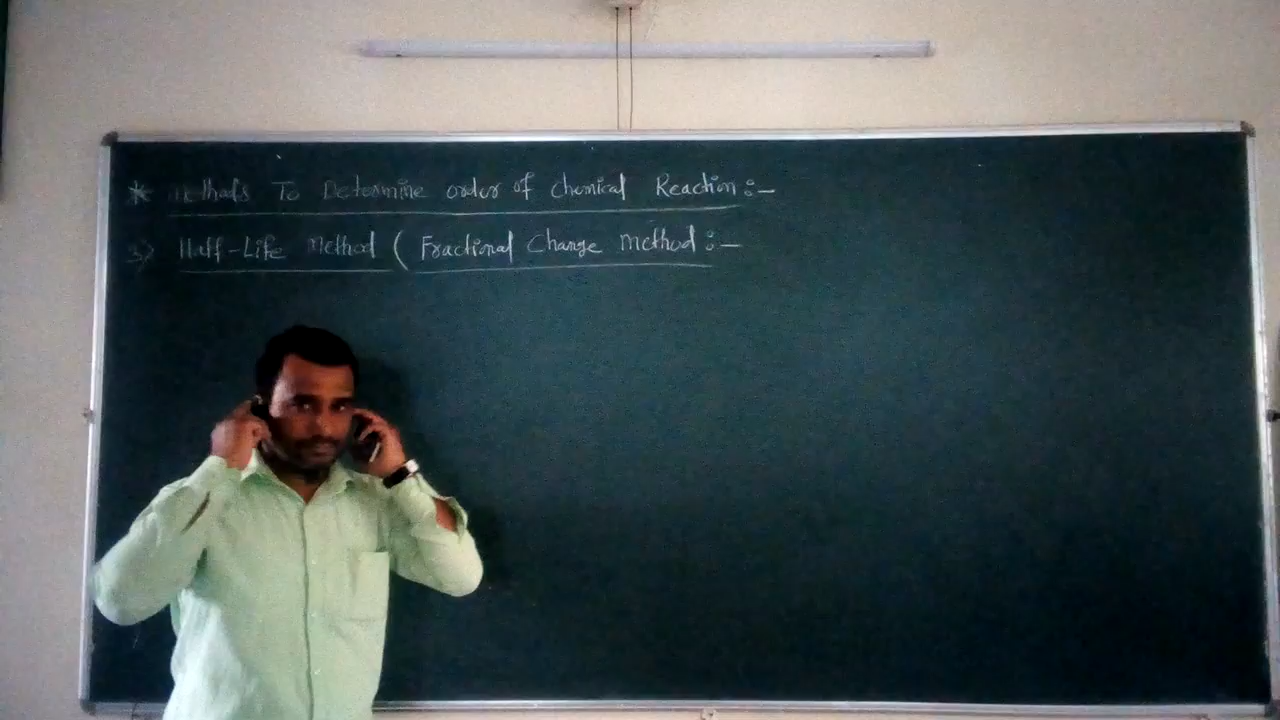 * Methods To Determine order of Chemical Reaction :-
3) Half-Life Method ( Fractional Change Method :-